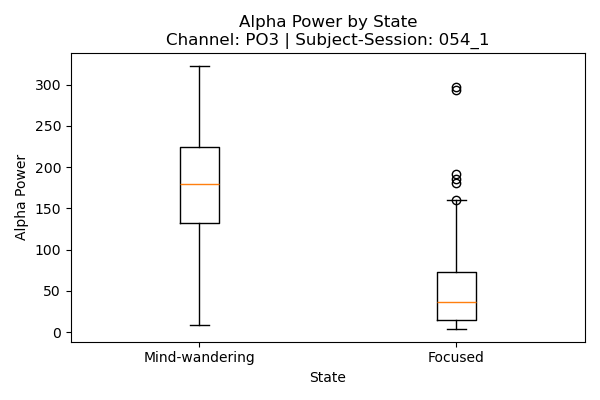 Alpha Power by State
Channel: PO3 | Subject-Session: 054_1
300
250
200
150
100
50
0
Alpha Power
Mind-wandering
Focused
State